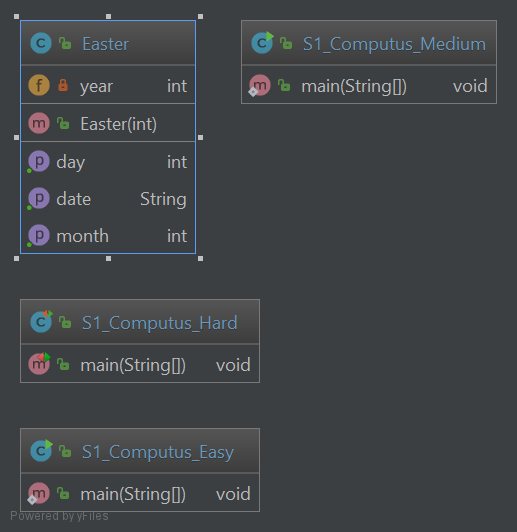 C Easter
f year int
m Easter(int)
p day int
p date String
p month int
C S1_Computus_Medium
m main(String[]) void
C S1_Computus_Hard
m main(String[]) void
C S1_Computus_Easy
m main(String[]) void
Powered by yFiles